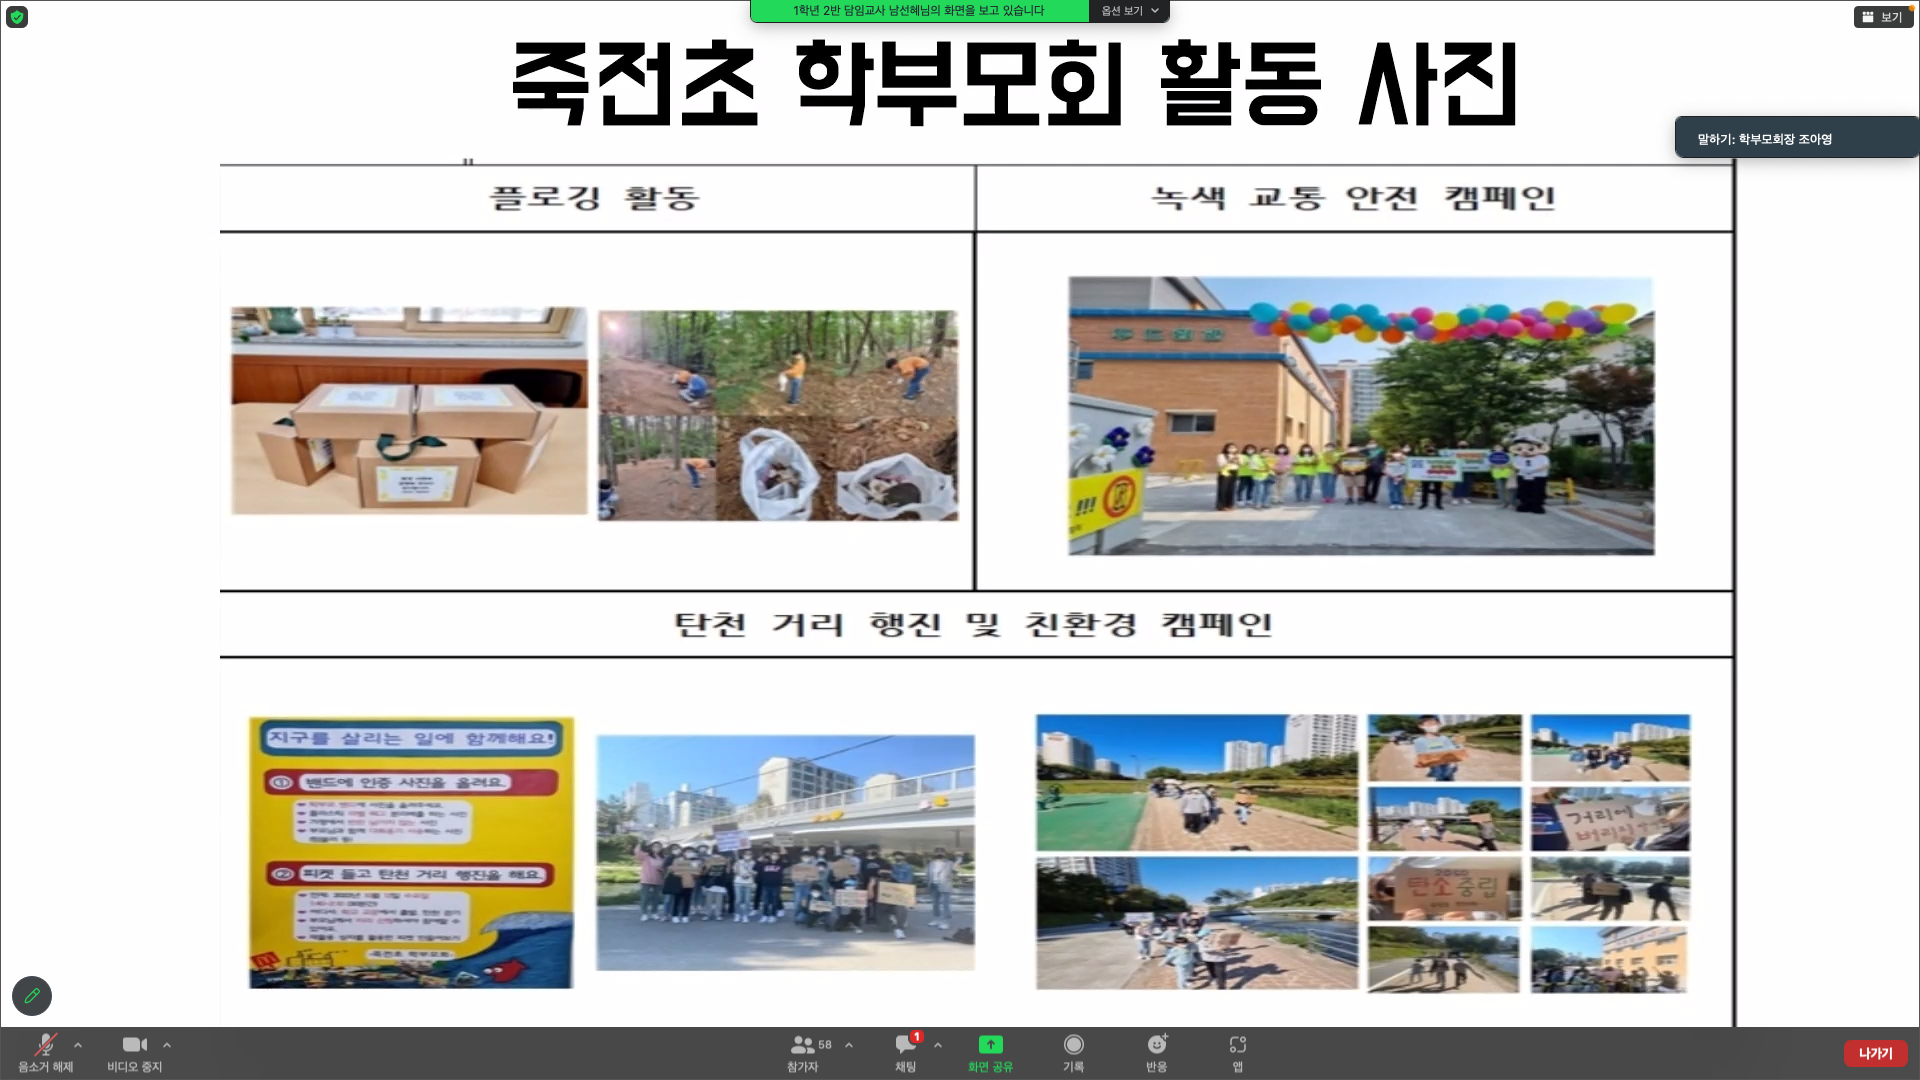 1학년 2반 담임교사 남선혜님의 화면을 보고 있습니다
옵션 보기
보기
죽전초 학부모회 활동 사진
말하기: 학부모회장 조아영
플로깅 활동
녹색 교통 안전 캠페인
탄천 거리 행진 및 친환경 캠페인
지구를 살리는 일에 함께해요!
① 밴드에 인증 사진을 올려요.
② 피켓 들고 탄천 거리 행진을 해요.
죽전초 학부모회
거리에
탄소중립
음소거 해제
비디오 중지
58
참가자
1
채팅
화면 공유
기록
반응
앱
나가기